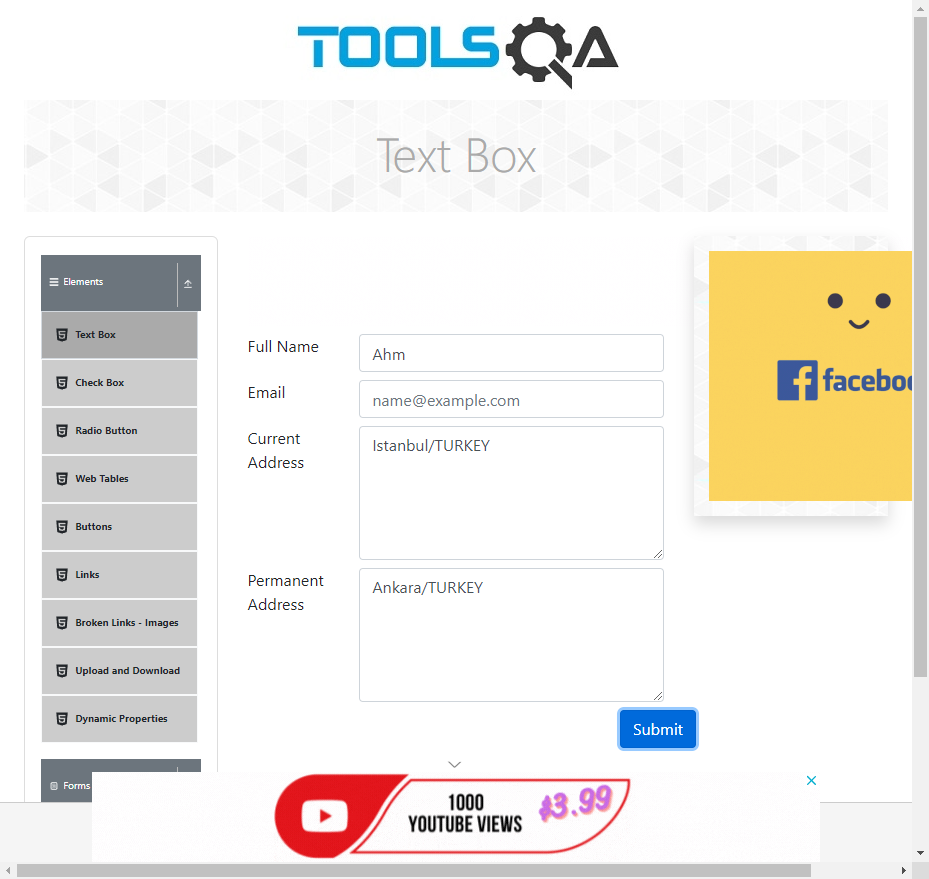 TOOLSQA
Text Box
Elements
Text Box
Check Box
Radio Button
Web Tables
Buttons
Links
Broken Links - Images
Upload and Download
Dynamic Properties
Forms
Full Name
Ahm
Email
name@example.com
Current
Address
Istanbul/TURKEY
Permanent
Address
Ankara/TURKEY
Submit
faceboo
1000
YOUTUBE VIEWS
$3.99